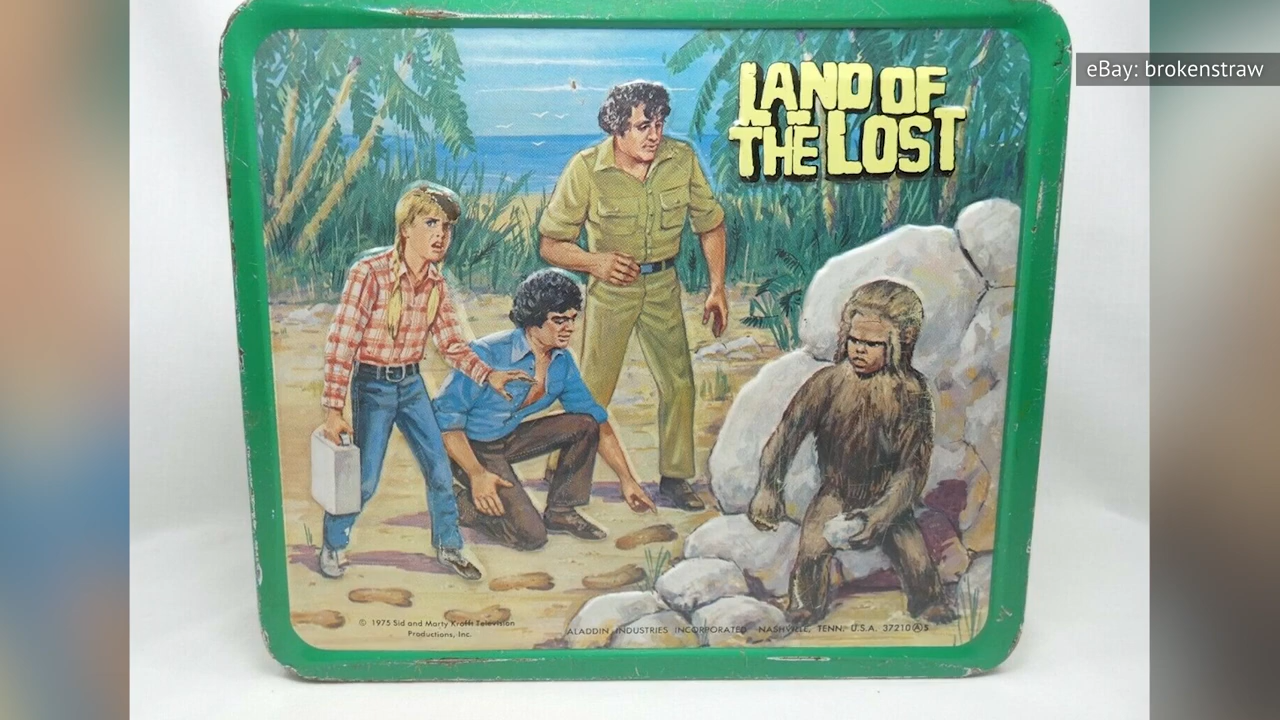 eBay: brokenstraw
LAND OF
THE LOST
© 1975 Sid and Marty Krofft Television
Productions, Inc.
ALADDIN INDUSTRIES INCORPORATED NASHVILLE, TENN. U.S.A. 37210 Ⓐ5